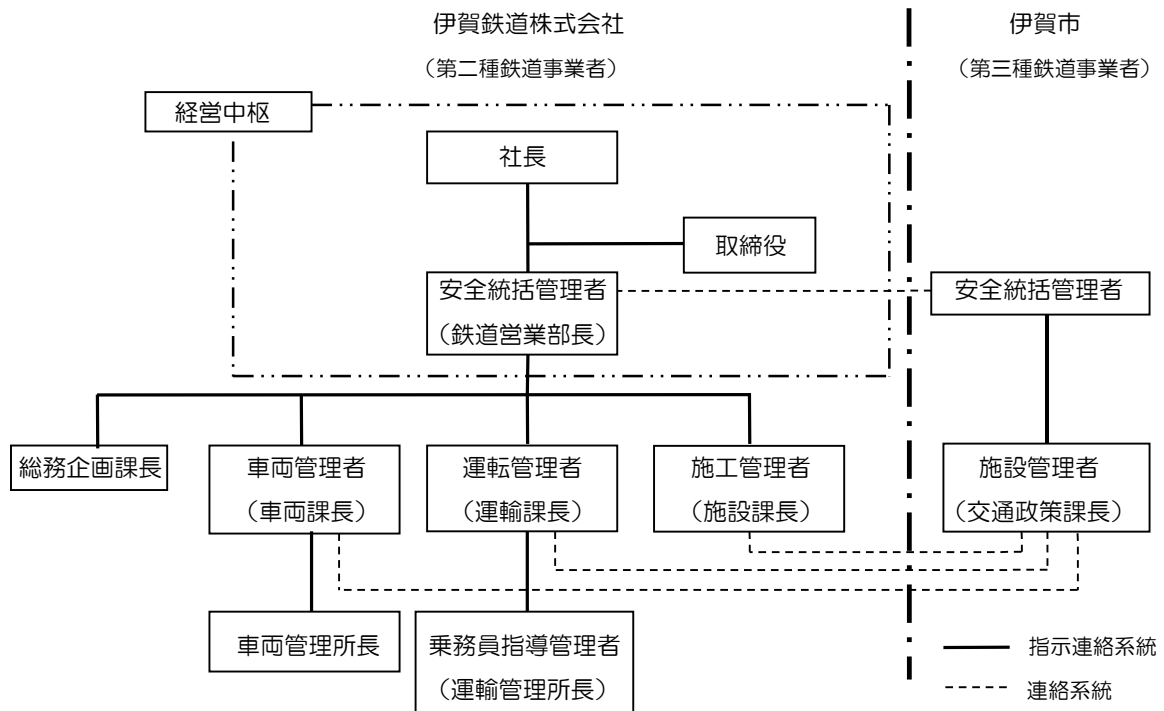 伊賀鉄道株式会社
（第二種鉄道事業者）
伊賀市
（第三種鉄道事業者）
経営中枢
社長
取締役
安全統括管理者
（鉄道営業部長）
安全統括管理者
総務企画課長
車両管理者
（車両課長）
運転管理者
（運輸課長）
施工管理者
（施設課長）
施設管理者
（交通政策課長）
車両管理所長
乗務員指導管理者
（運輸管理所長）
指示連絡系統
連絡系統